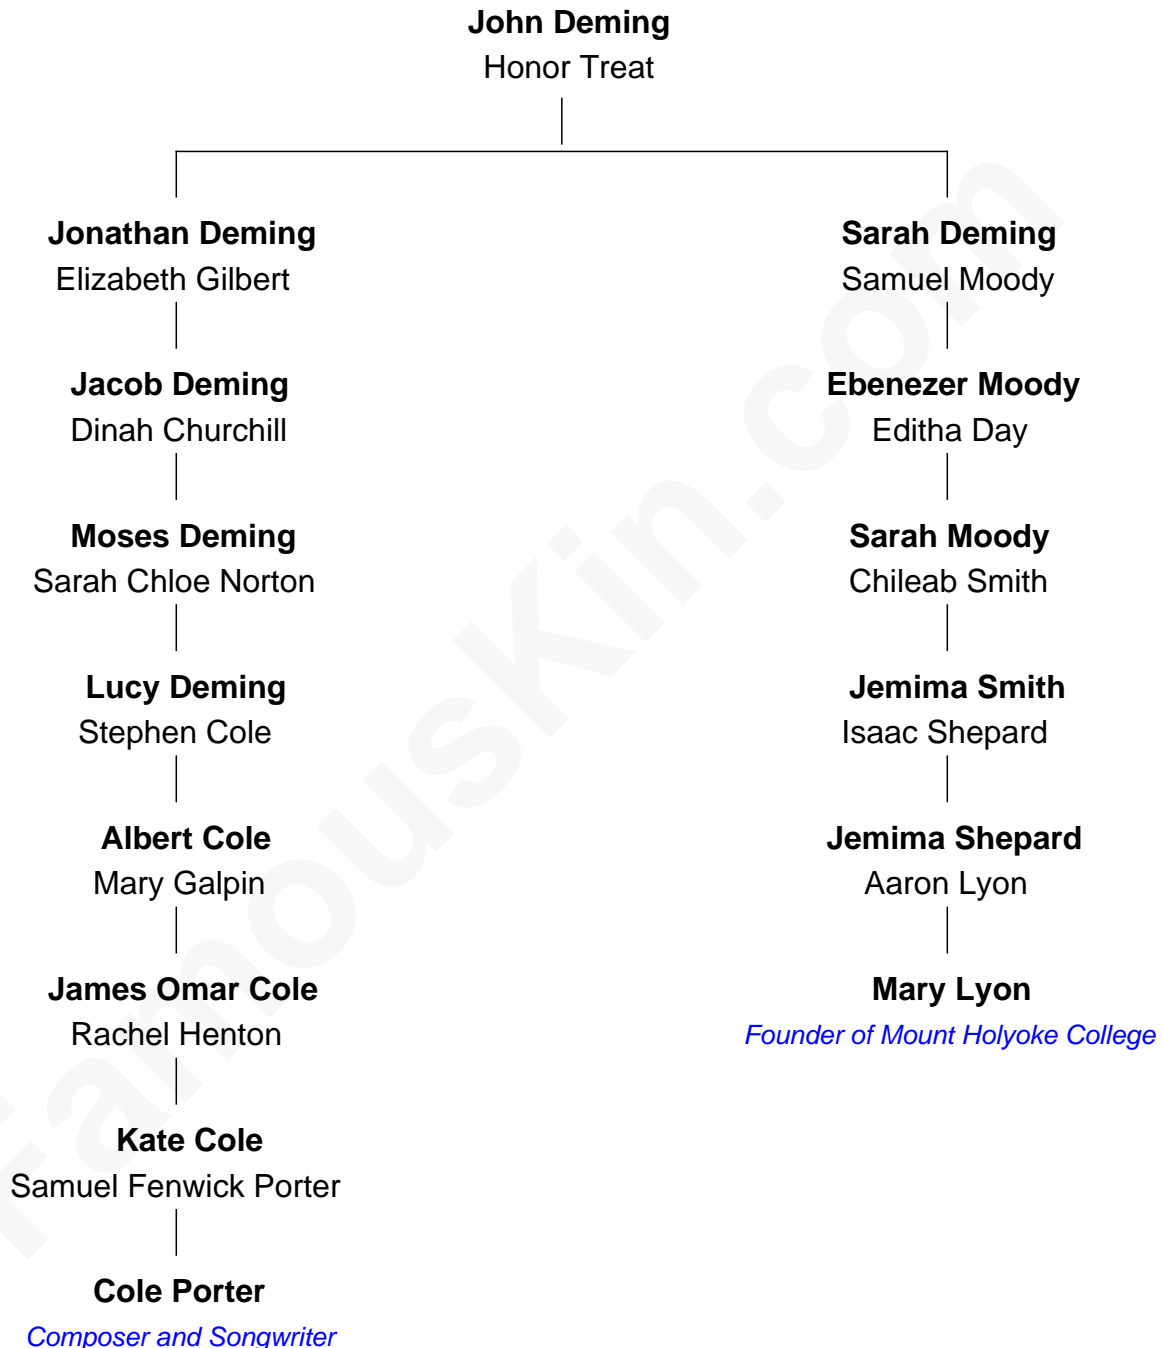 John Deming
Honor Treat
Jonathan Deming
Elizabeth Gilbert
Sarah Deming
Samuel Moody
Jacob Deming
Dinah Churchill
Ebenezer Moody
Editha Day
Moses Deming
Sarah Chloe Norton
Sarah Moody
Chileab Smith
Lucy Deming
Stephen Cole
Jemima Smith
Isaac Shepard
Albert Cole
Mary Galpin
Jemima Shepard
Aaron Lyon
James Omar Cole
Rachel Henton
Mary Lyon
Founder of Mount Holyoke College
Kate Cole
Samuel Fenwick Porter
Cole Porter
Composer and Songwriter
FamousKin.com